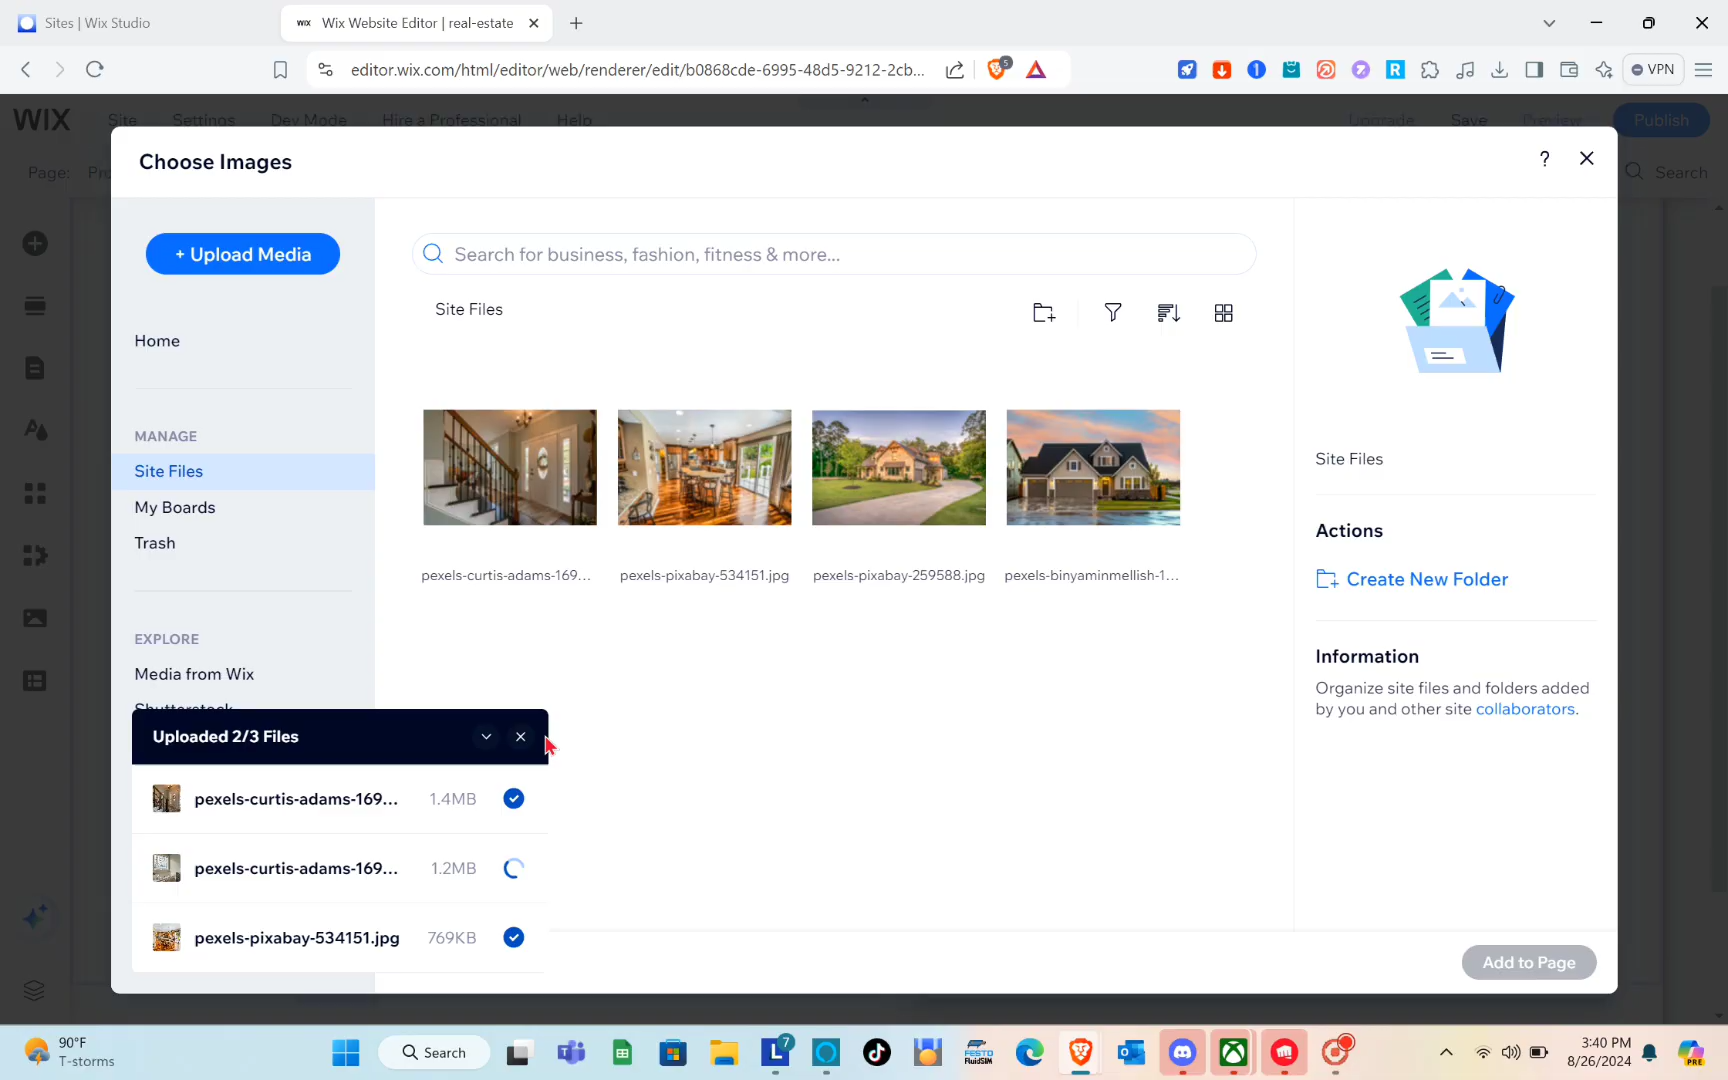 Sites | Wix Studio
WIX Wix Website Editor | real-estate
editor.wix.com/html/editor/web/renderer/edit/b0868cde-6995-48d5-9212-2cb...
5
VPN
WIX Site Settings Dev Mode Hire a Professional Help Upgrade Save Preview Publish
Page: Search
Choose Images
?
+ Upload Media
Search for business, fashion, fitness & more...
Site Files
Home
MANAGE
Site Files
My Boards
Trash
EXPLORE
Media from Wix
Shutterstock
pexels-curtis-adams-169...
pexels-pixabay-534151.jpg
pexels-pixabay-259588.jpg
pexels-binyaminmellish-1...
Site Files
Actions
Create New Folder
Information
Organize site files and folders added
by you and other site collaborators.
Uploaded 2/3 Files
pexels-curtis-adams-169... 1.4MB
pexels-curtis-adams-169... 1.2MB
pexels-pixabay-534151.jpg 769KB
Add to Page
90°F
T-storms
Search
L
7
FESTO
FluidSIM
3:40 PM
8/26/2024
PRE